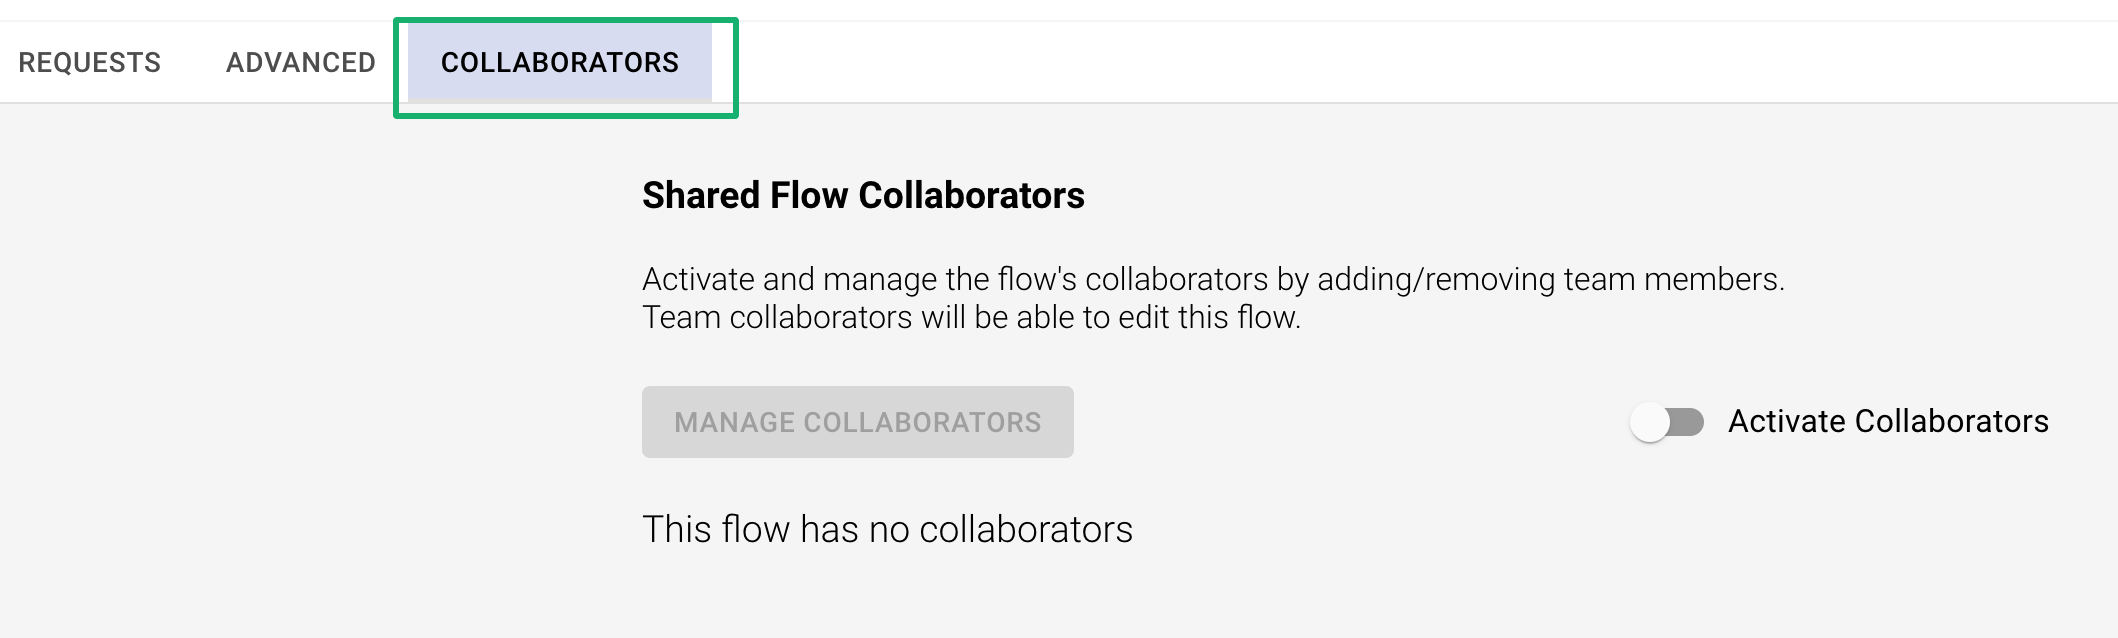 REQUESTS ADVANCED COLLABORATORS
Shared Flow Collaborators
Activate and manage the flow's collaborators by adding/removing team members.
Team collaborators will be able to edit this flow.
MANAGE COLLABORATORS Activate Collaborators
This flow has no collaborators